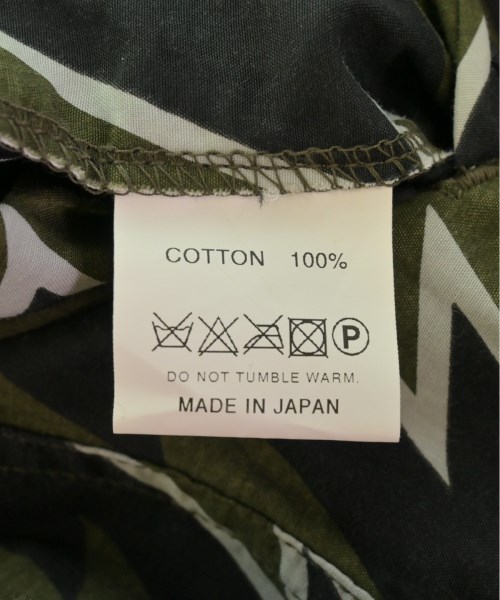 COTTON 100%
P
DO NOT TUMBLE WARM.
MADE IN JAPAN